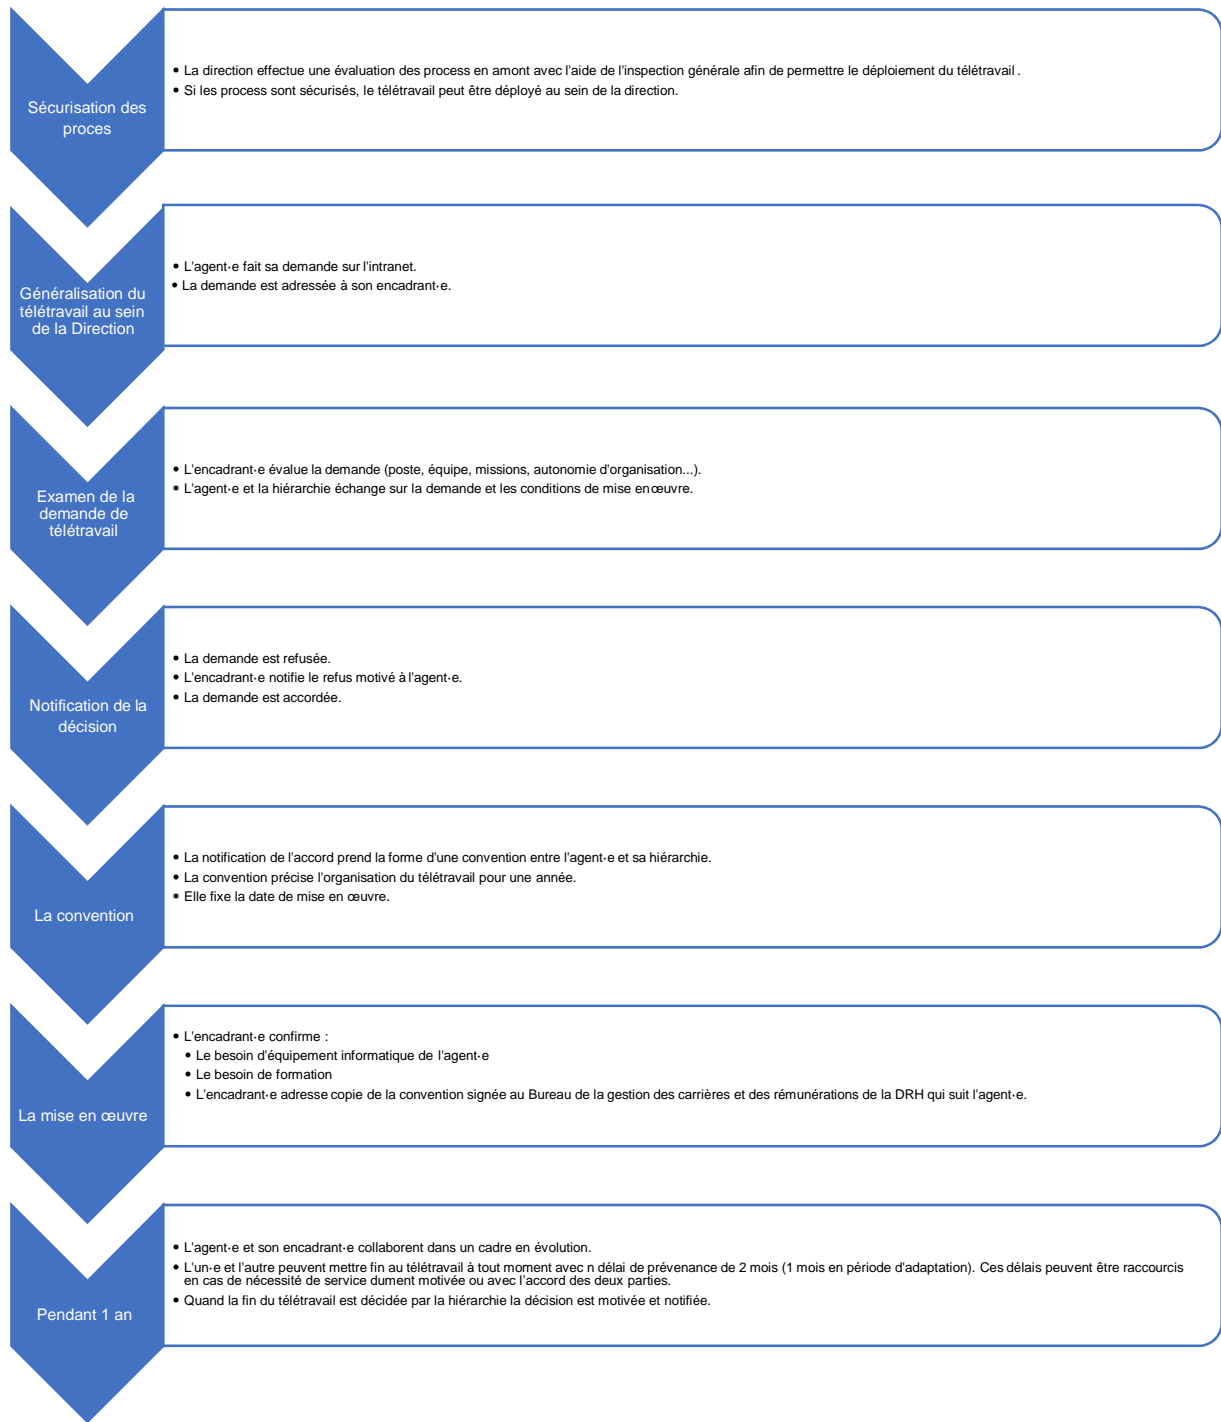 Sécurisation des
proces
• La direction effectue une évaluation des process en amont avec l'aide de l'inspection générale afin de permettre le déploiement du télétravail.
• Si les process sont sécurisés, le télétravail peut être déployé au sein de la direction.
Généralisation du
télétravail au sein
de la Direction
• L'agent·e fait sa demande sur l'intranet.
• La demande est adressée à son encadrant·e.
Examen de la
demande de
télétravail
• L'encadrant·e évalue la demande (poste, équipe, missions, autonomie d'organisation...).
• L'agent·e et la hiérarchie échange sur la demande et les conditions de mise en œuvre.
Notification de la
décision
• La demande est refusée.
• L'encadrant·e notifie le refus motivé à l'agent·e.
• La demande est accordée.
La convention
• La notification de l'accord prend la forme d'une convention entre l'agent·e et sa hiérarchie.
• La convention précise l'organisation du télétravail pour une année.
• Elle fixe la date de mise en œuvre.
La mise en œuvre
• L'encadrant·e confirme :
• Le besoin d'équipement informatique de l'agent·e
• Le besoin de formation
• L'encadrant·e adresse copie de la convention signée au Bureau de la gestion des carrières et des rémunérations de la DRH qui suit l'agent·e.
Pendant 1 an
• L'agent·e et son encadrant·e collaborent dans un cadre en évolution.
• L'un·e et l'autre peuvent mettre fin au télétravail à tout moment avec n délai de prévenance de 2 mois (1 mois en période d'adaptation). Ces délais peuvent être raccourcis
en cas de nécessité de service dument motivée ou avec l'accord des deux parties.
• Quand la fin du télétravail est décidée par la hiérarchie la décision est motivée et notifiée.